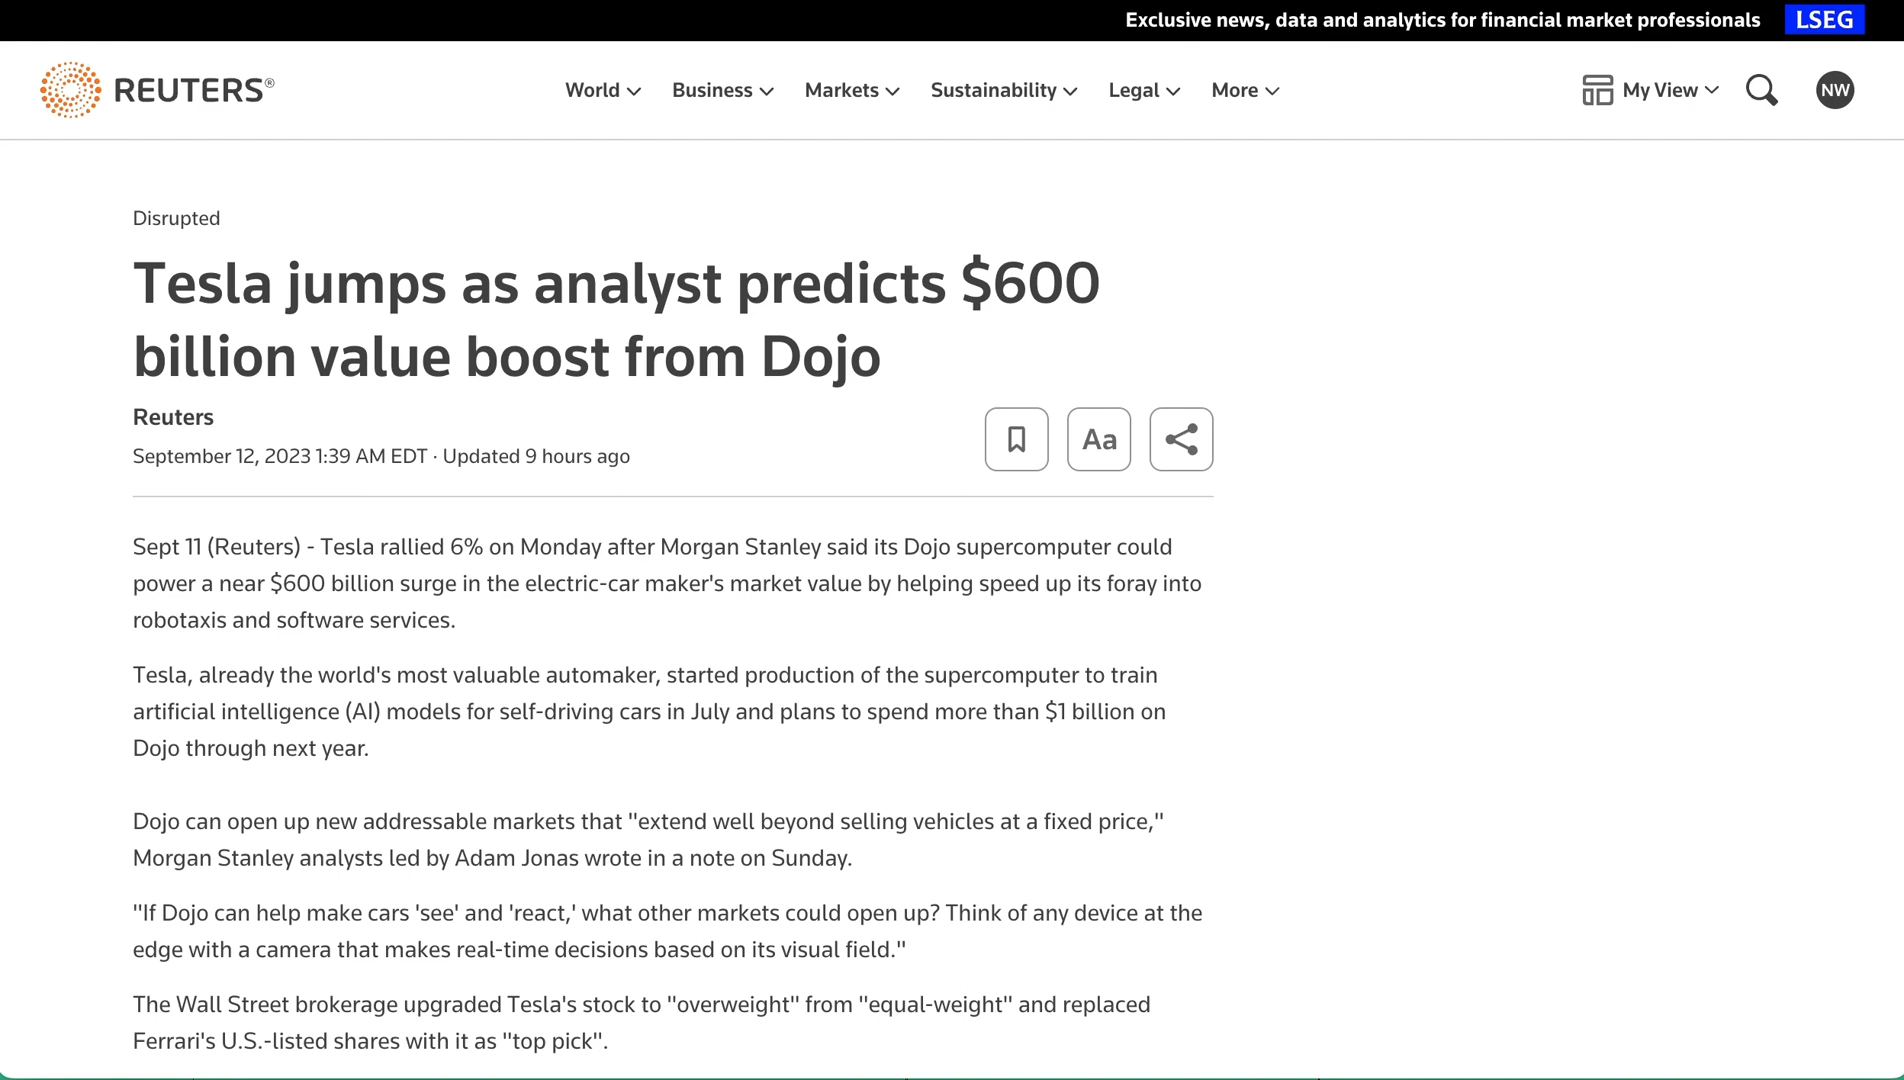 Exclusive news, data and analytics for financial market professionals LSEG
REUTERS® World Business Markets Sustainability Legal More My View NW
Disrupted
Tesla jumps as analyst predicts $600
billion value boost from Dojo
Reuters
September 12, 2023 1:39 AM EDT · Updated 9 hours ago
Aa
Sept 11 (Reuters) - Tesla rallied 6% on Monday after Morgan Stanley said its Dojo supercomputer could
power a near $600 billion surge in the electric-car maker's market value by helping speed up its foray into
robotaxis and software services.
Tesla, already the world's most valuable automaker, started production of the supercomputer to train
artificial intelligence (AI) models for self-driving cars in July and plans to spend more than $1 billion on
Dojo through next year.
Dojo can open up new addressable markets that "extend well beyond selling vehicles at a fixed price,"
Morgan Stanley analysts led by Adam Jonas wrote in a note on Sunday.
"If Dojo can help make cars 'see' and 'react,' what other markets could open up? Think of any device at the
edge with a camera that makes real-time decisions based on its visual field."
The Wall Street brokerage upgraded Tesla's stock to "overweight" from "equal-weight" and replaced
Ferrari's U.S.-listed shares with it as "top pick".